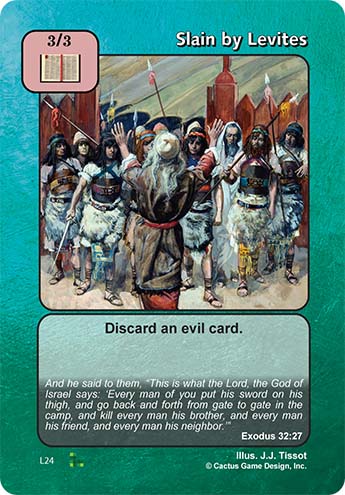 3/3
Slain by Levites
Discard an evil card.
And he said to them, "This is what the Lord, the God of
Israel says: 'Every man of you put his sword on his
thigh, and go back and forth from gate to gate in the
camp, and kill every man his brother, and every man
his friend, and every man his neighbor.'"
Exodus 32:27
L24
Illus. J.J. Tissot
© Cactus Game Design, Inc.